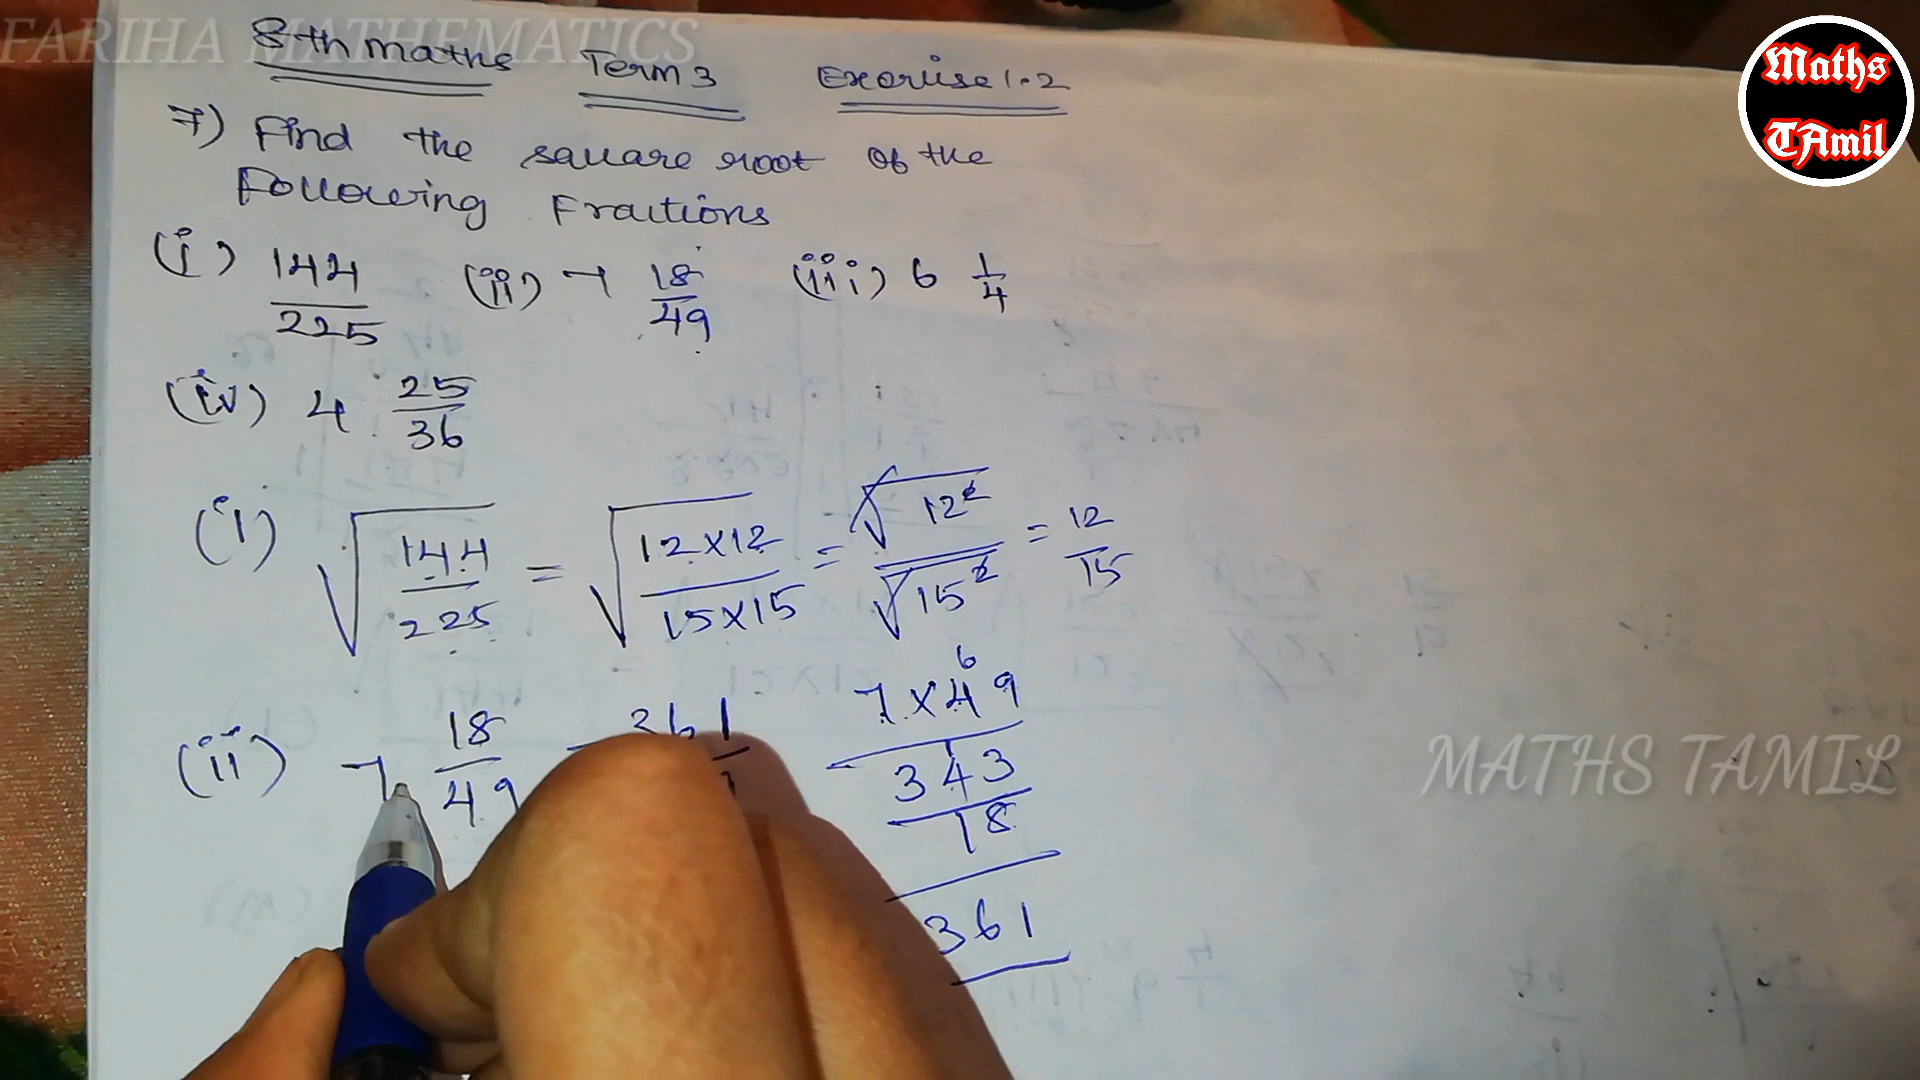 FARIHA MATHEMATICS
8th maths Term 3 Exercise 1.2
7) Find the square root of the
Following Fractions
(i) 144/225 (ii) 7 18/49 (iii) 6 1/4
(iv) 4 25/36
(i) √(144/225) = √(12×12/15×15) = √12²/√15² = 12/15
(ii) 7 18/49 = 361
6
7×49
343
18
361
Maths
TAmil
MATHS TAMIL